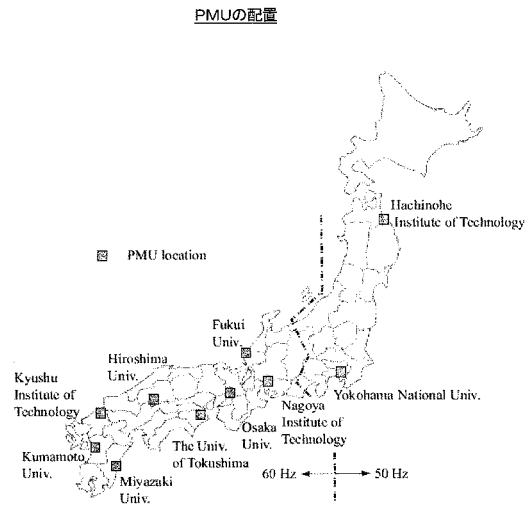 PMUの配置
Hachinohe
Institute of Technology
PMU location
Fukui
Univ.
Hiroshima
Univ.
Kyushu
Institute of
Technology
Yokohama National Univ.
Nagoya
Institute of
Technology
Osaka
Univ.
The Univ.
of Tokushima
Kumamoto
Univ.
Miyazaki
Univ.
60 Hz
50 Hz